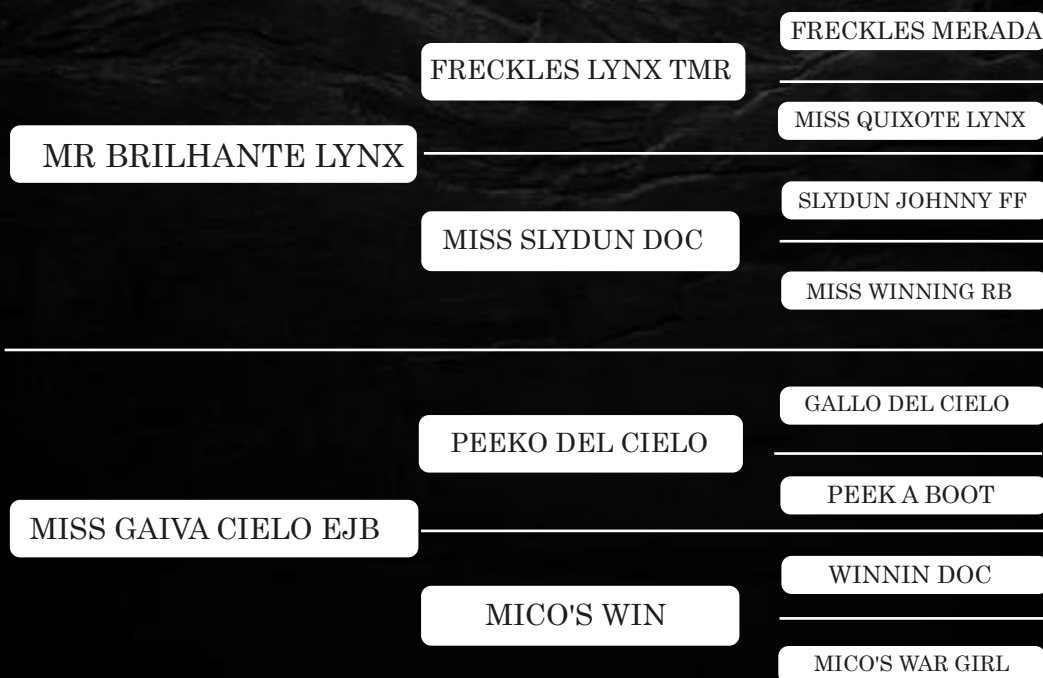 FRECKLES MERADA
FRECKLES LYNX TMR
MISS QUIXOTE LYNX
MR BRILHANTE LYNX
SLYDUN JOHNNY FF
MISS SLYDUN DOC
MISS WINNING RB
GALLO DEL CIELO
PEEKO DEL CIELO
PEEK A BOOT
MISS GAIVA CIELO EJB
WINNIN DOC
MICO'S WIN
MICO'S WAR GIRL